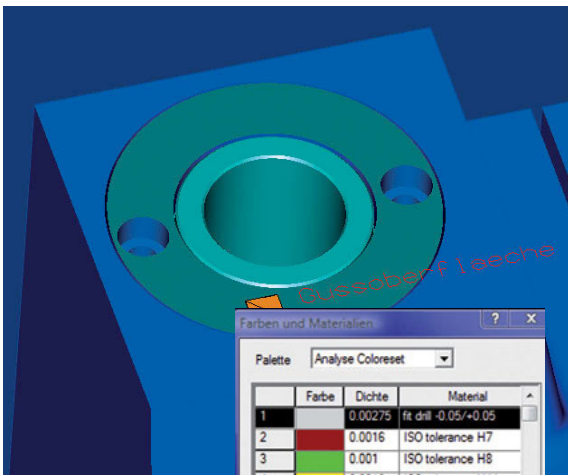 Gussoberflaeche
Farben und Materialien
Palette Analyse Coloreset
Farbe Dichte Material
1 0.00275 fit drill -0.05/+0.05
2 0.0016 ISO tolerance H7
3 0.001 ISO tolerance H8